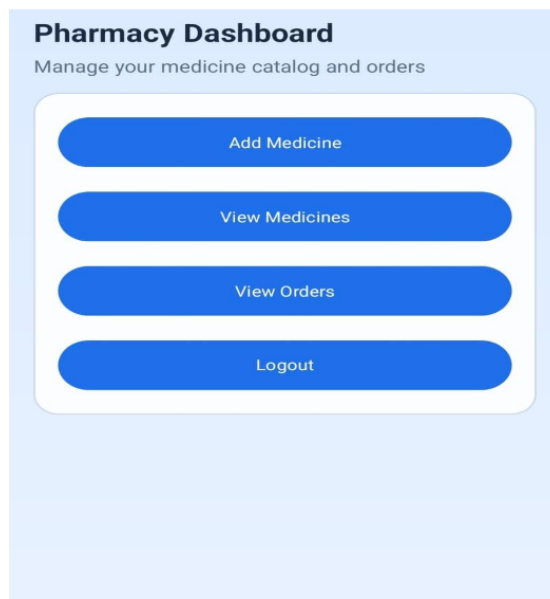 Pharmacy Dashboard
Manage your medicine catalog and orders
Add Medicine
View Medicines
View Orders
Logout